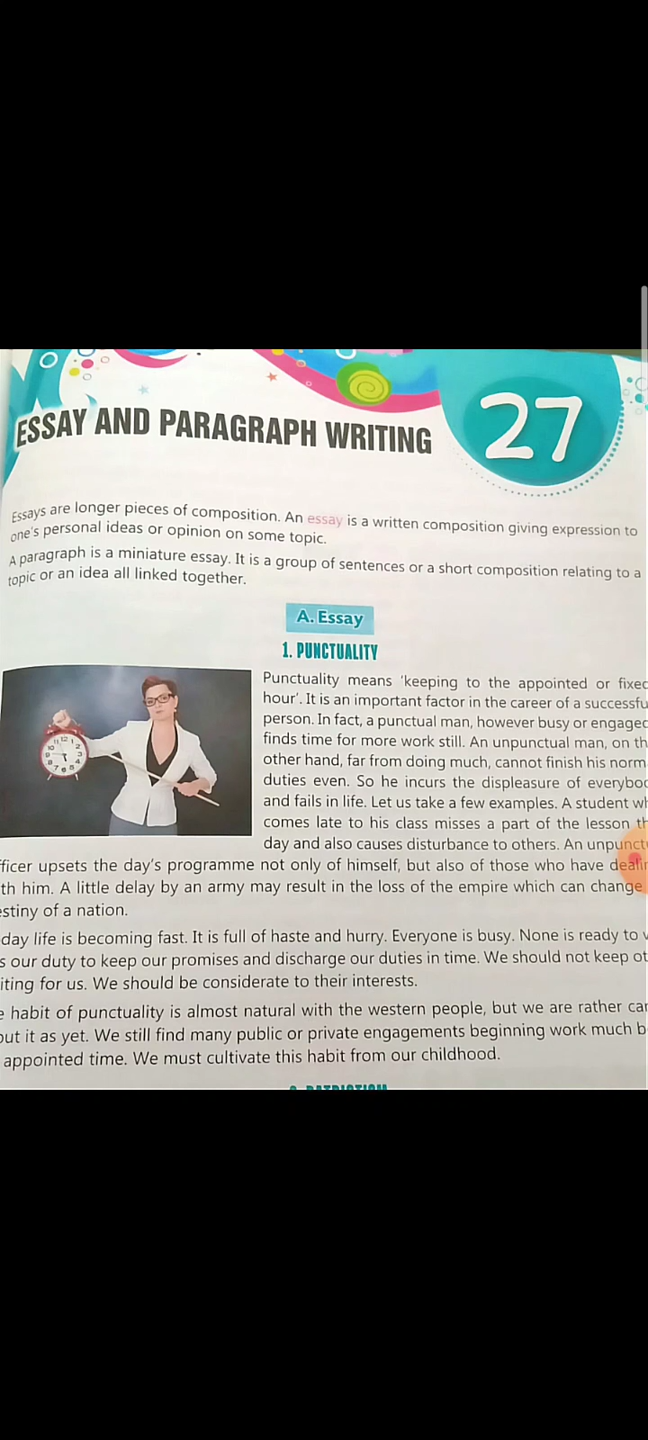 27
ESSAY AND PARAGRAPH WRITING
Essays are longer pieces of composition. An essay is a written composition giving expression to
one's personal ideas or opinion on some topic.
A paragraph is a miniature essay. It is a group of sentences or a short composition relating to a
topic or an idea all linked together.
A. Essay
1. PUNCTUALITY
Punctuality means 'keeping to the appointed or fixed
hour'. It is an important factor in the career of a
person. In fact, a punctual man, however busy or engaged
finds time for more work still. An unpunctual man, on
other hand, far from doing much, cannot finish his
duties even. So he incurs the displeasure of
and fails in life. Let us take a few examples. A student
comes late to his class misses a part of the lesson
day and also causes disturbance to others. An
upsets the day's programme not only of himself, but also of those who have
him. A little delay by an army may result in the loss of the empire which can change
of a nation.
day life is becoming fast. It is full of haste and hurry. Everyone is busy. None is ready to
our duty to keep our promises and discharge our duties in time. We should not keep
for us. We should be considerate to their interests.
habit of punctuality is almost natural with the western people, but we are rather
it as yet. We still find many public or private engagements beginning work much
appointed time. We must cultivate this habit from our childhood.